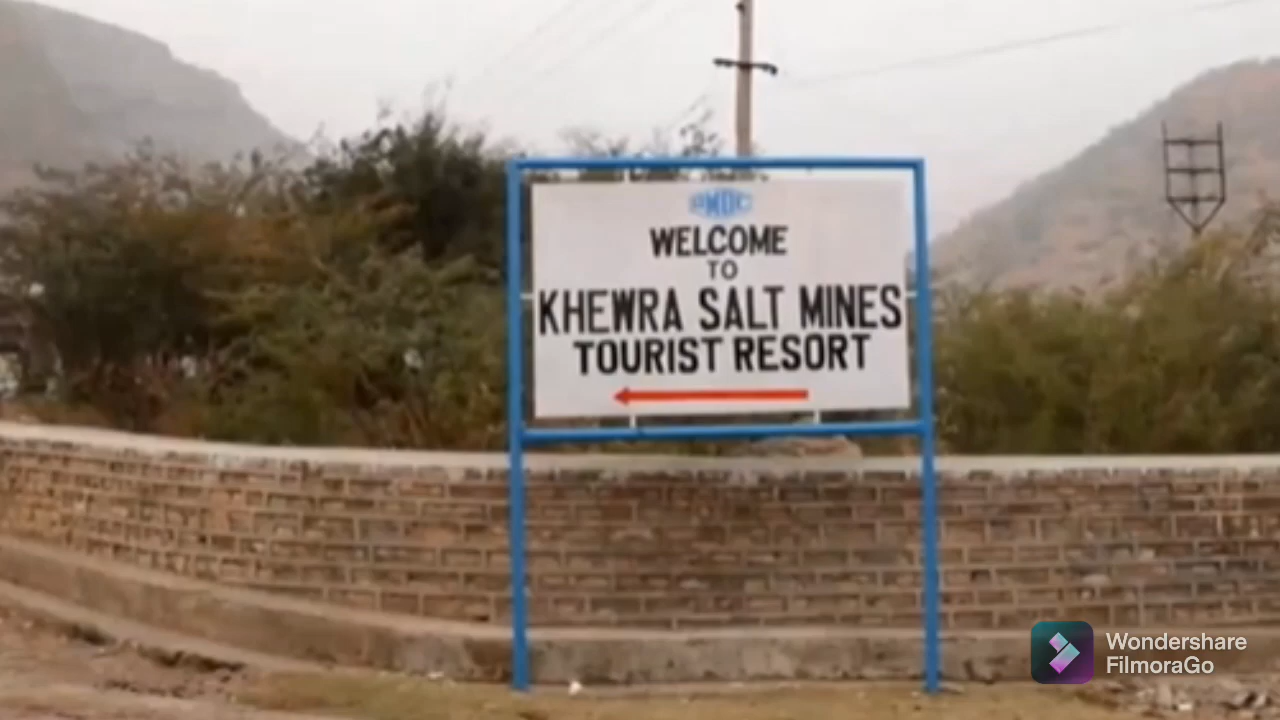 PMDC
WELCOME
TO
KHEWRA SALT MINES
TOURIST RESORT
Wondershare
FilmoraGo